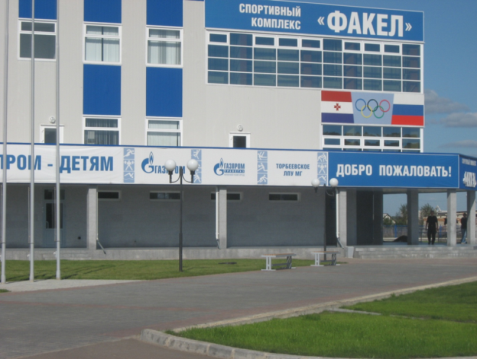 СПОРТИВНЫЙ
КОМПЛЕКС
«ФАКЕЛ»
ПРОМ - ДЕТЯМ
ГАЗПРОМ
ГАЗПРОМ
ТОРБЕЕВСКОЕ
ЛПУ МГ
ДОБРО ПОЖАЛОВАТЬ!